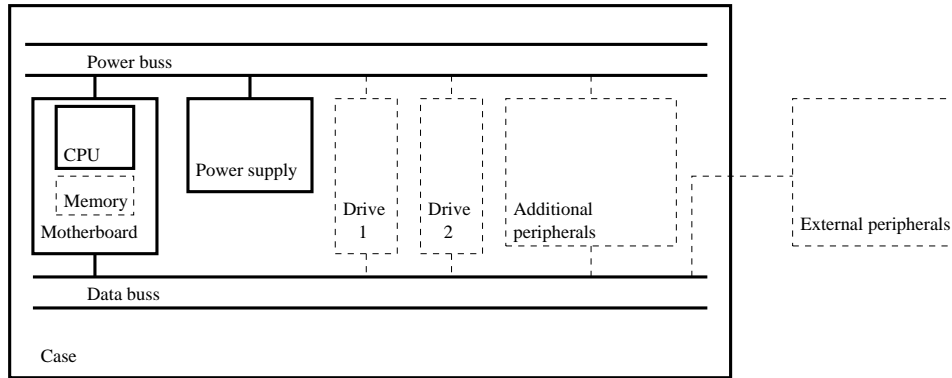 Power buss
CPU
Memory
Motherboard
Power supply
Drive
1
Drive
2
Additional
peripherals
External peripherals
Data buss
Case